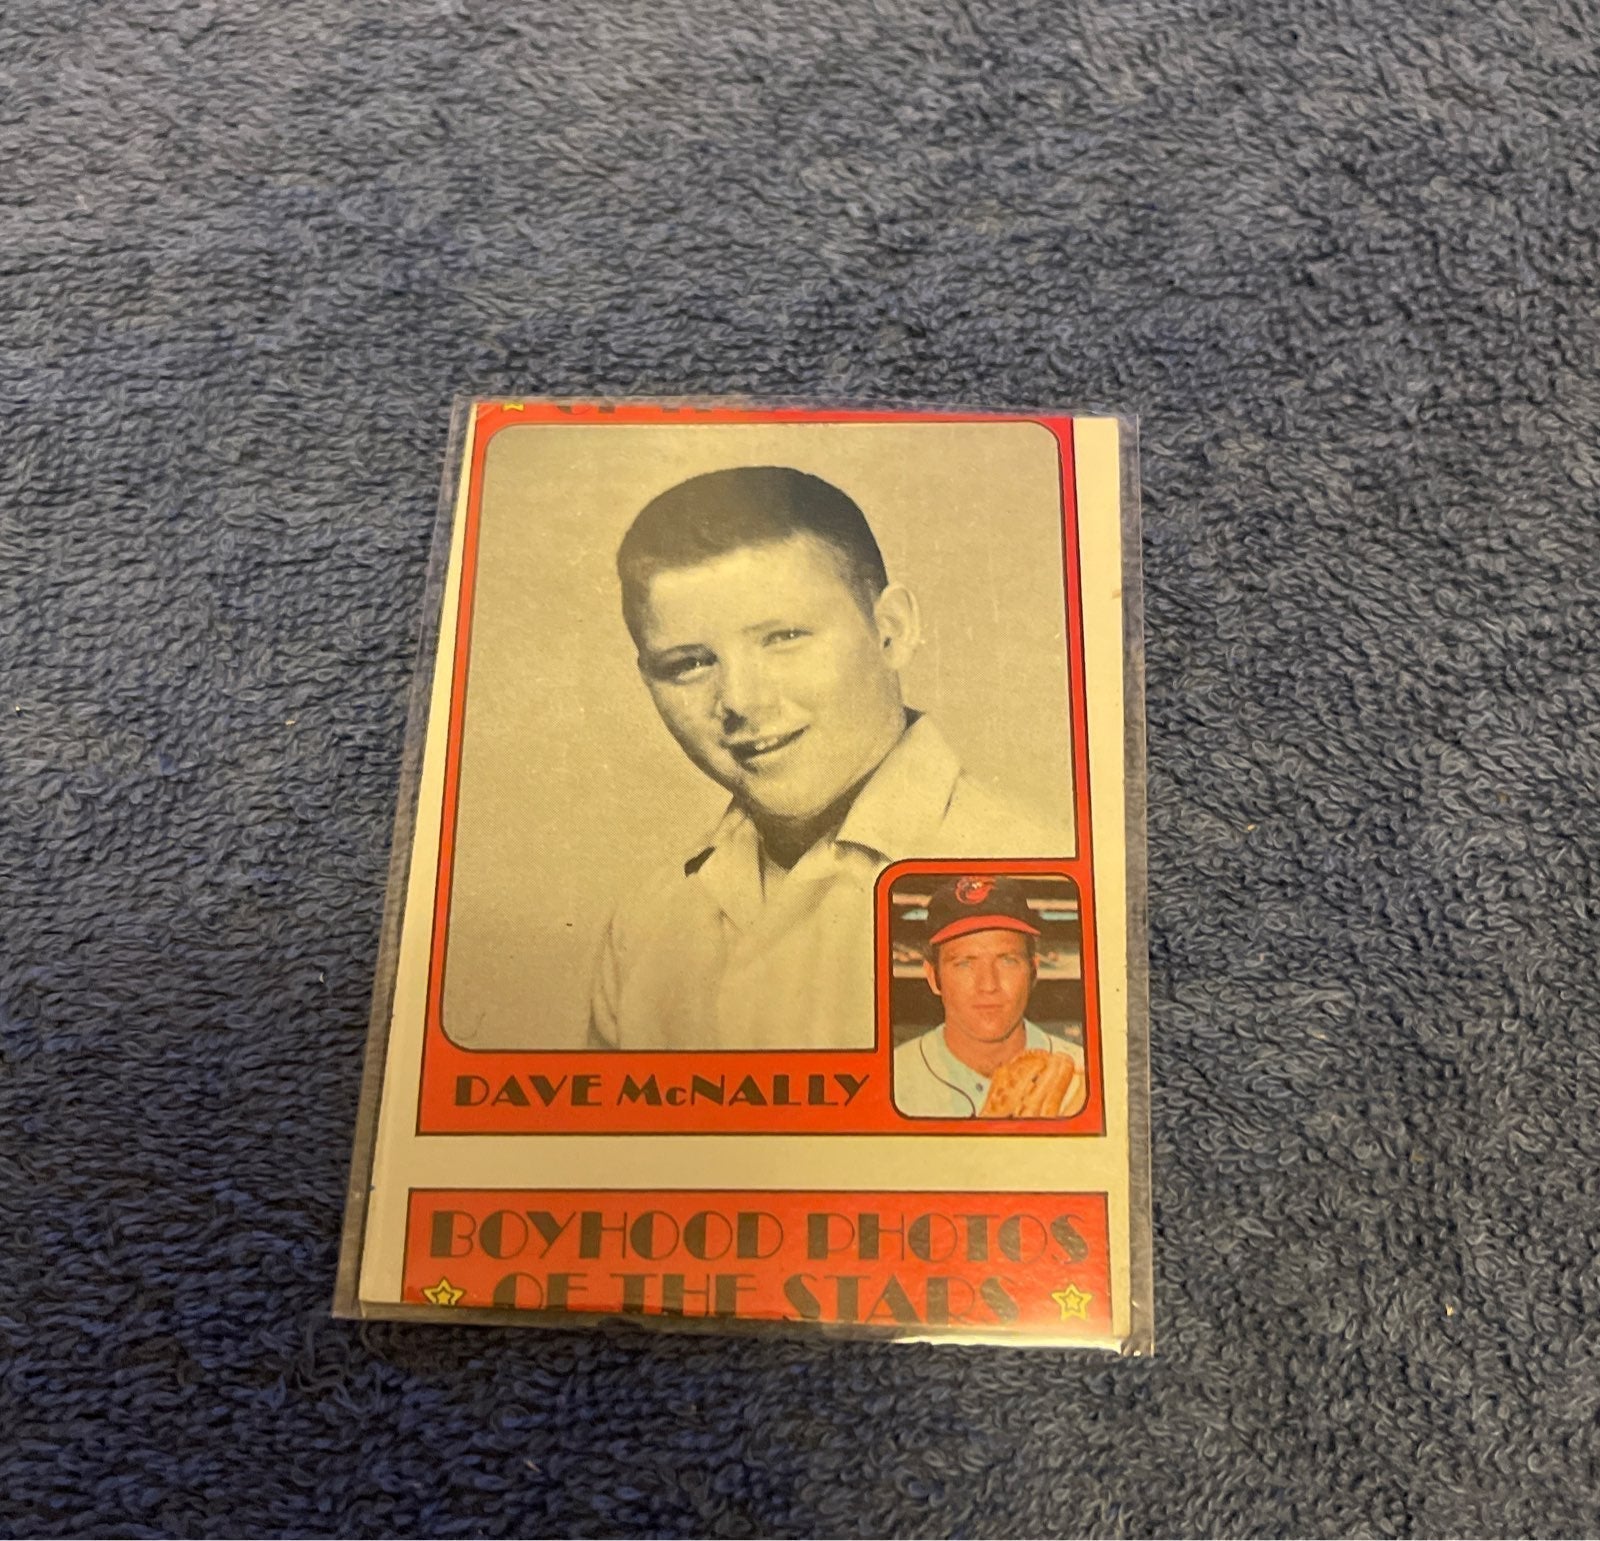 DAVE McNALLY
BOYHOOD PHOTOS
OF THE STARS